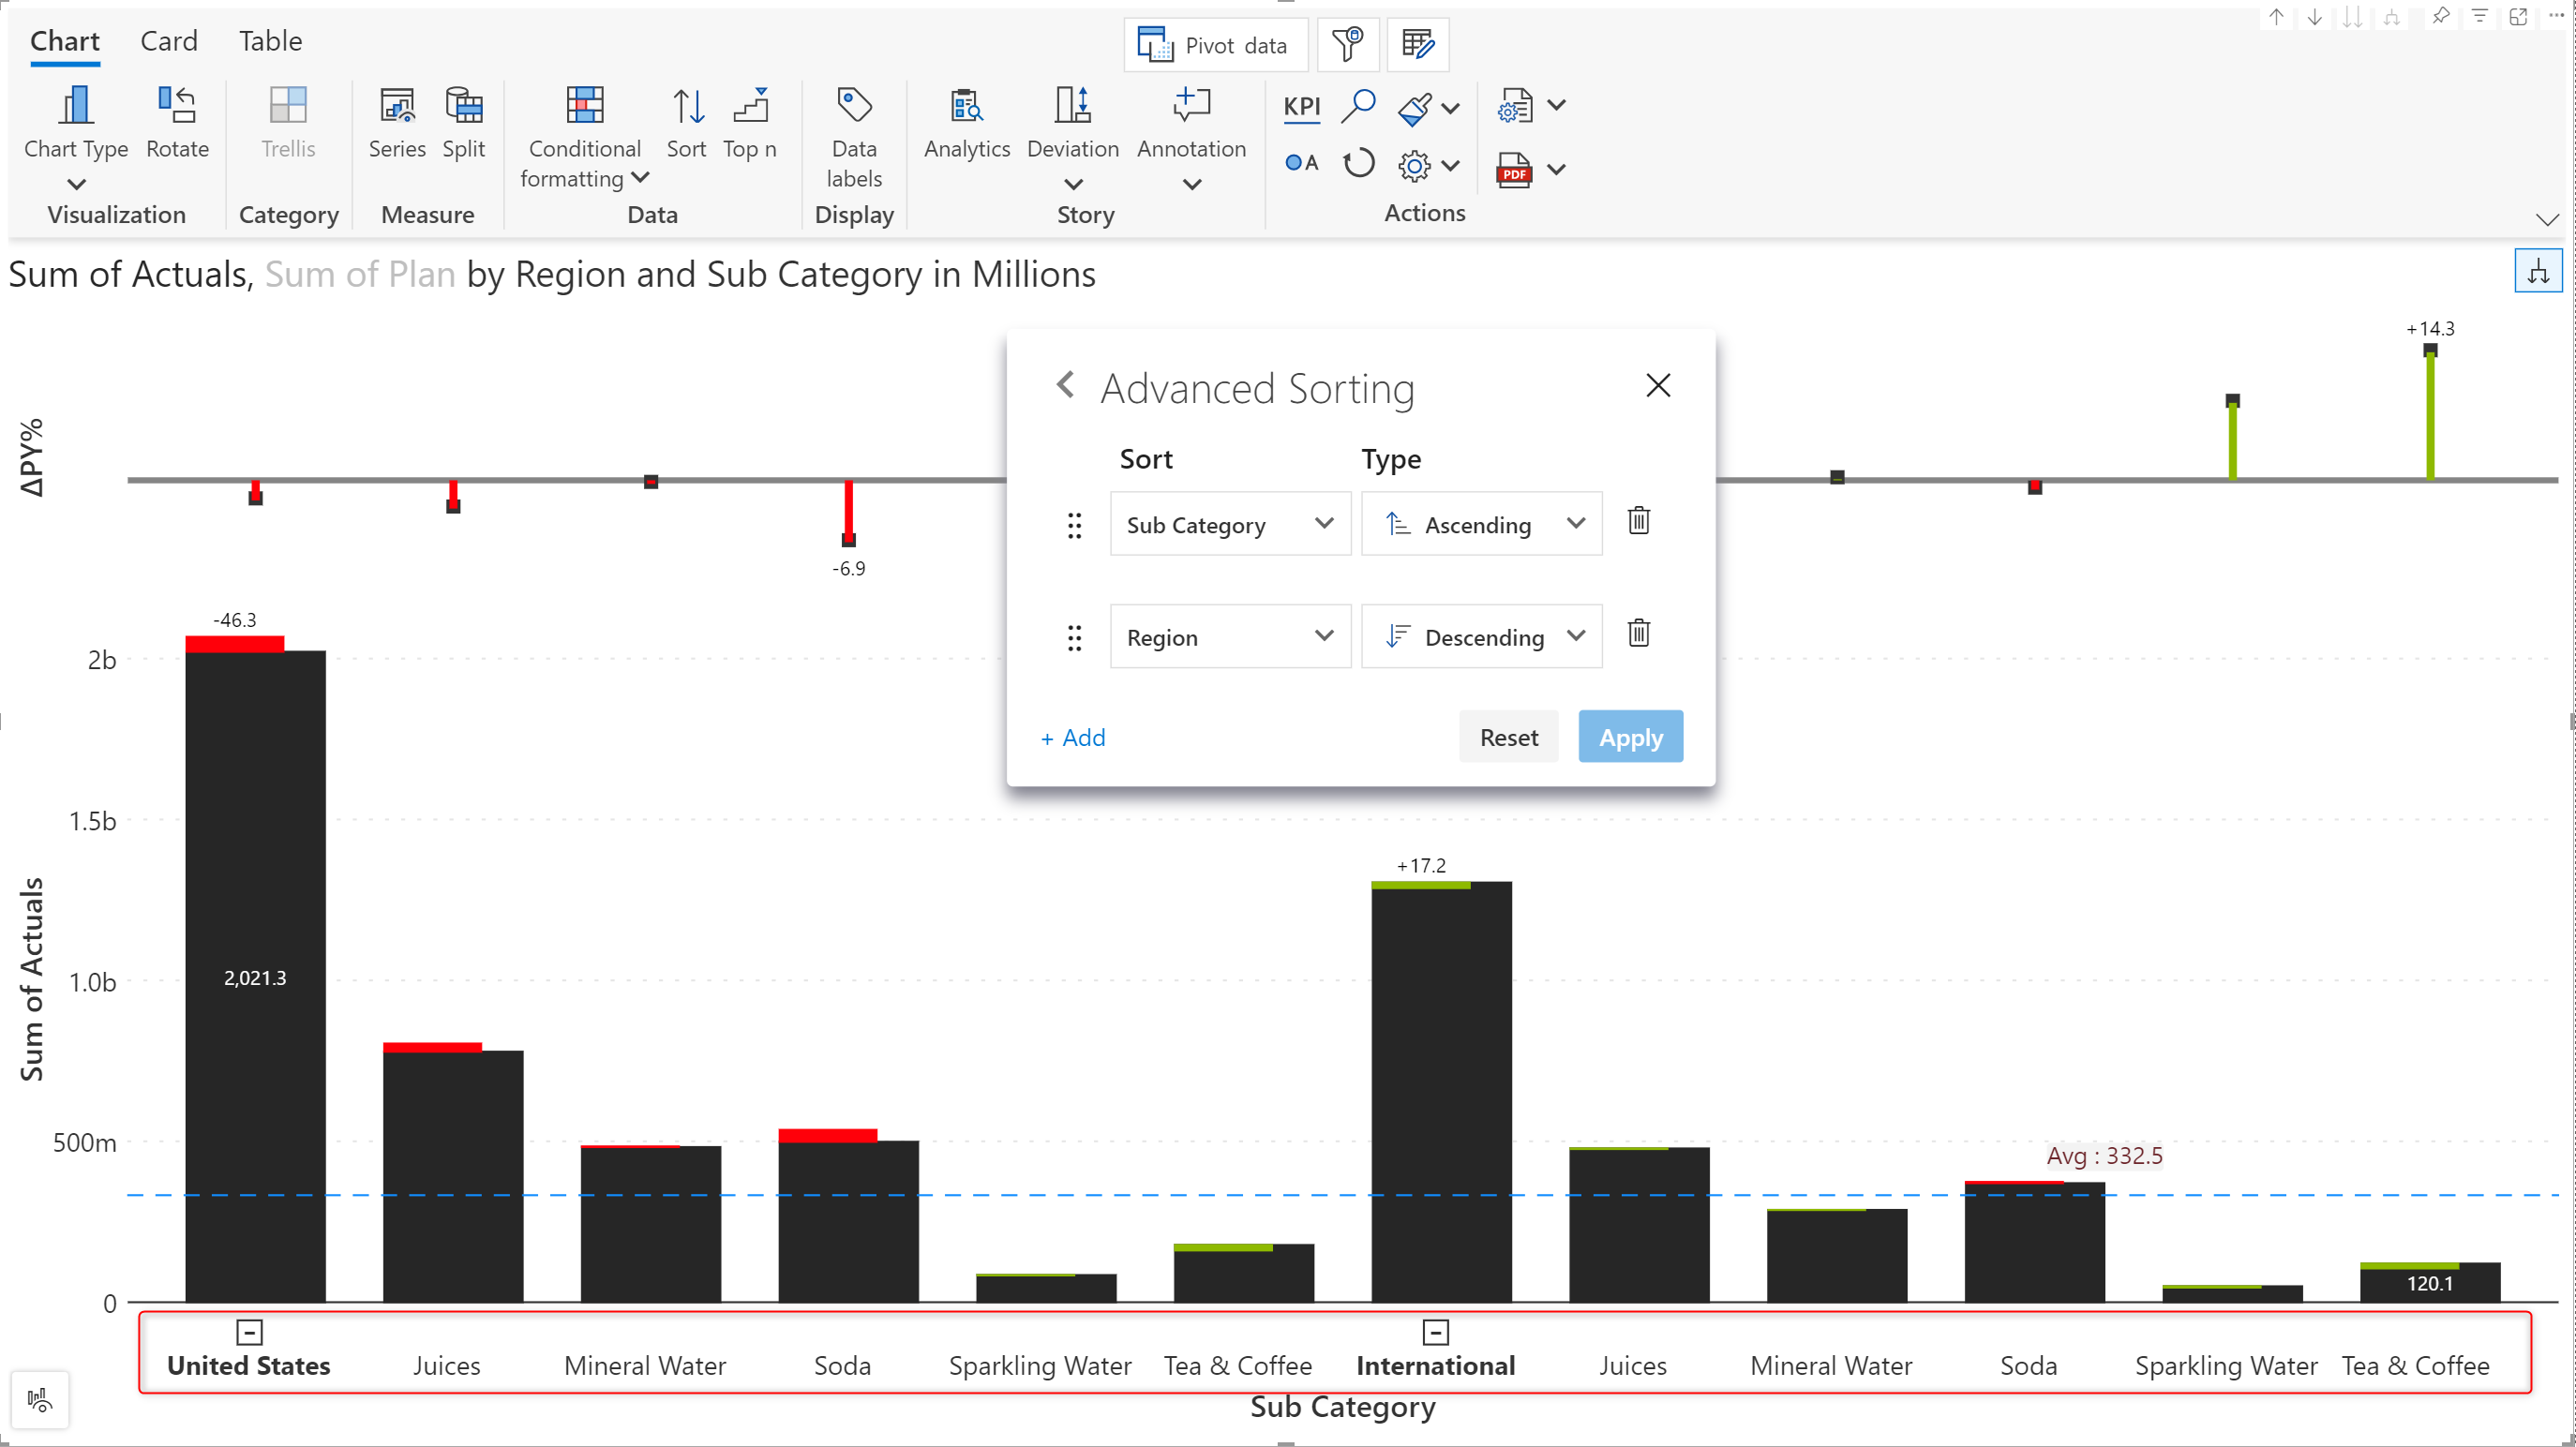 Chart Table Card
Pivot data
Chart Type
Rotate
Trellis
Series
Split
Conditional
formatting
Sort
Top n
Data
labels
Analytics
Deviation
Annotation
KPI
A
PDF
Visualization
Category
Measure
Data
Display
Story
Actions
Sum of Actuals, Sum of Plan by Region and Sub Category in Millions
+14.3
ΔPY%
-6.9
Advanced Sorting
Sort
Type
Sub Category
Ascending
Region
Descending
+ Add
Reset
Apply
-46.3
2b
1.5b
+17.2
Sum of Actuals
1.0b
2,021.3
500m
Avg : 332.5
120.1
0
United States
Juices
Mineral Water
Soda
Sparkling Water
Tea & Coffee
International
Juices
Mineral Water
Soda
Sparkling Water
Tea & Coffee
Sub Category